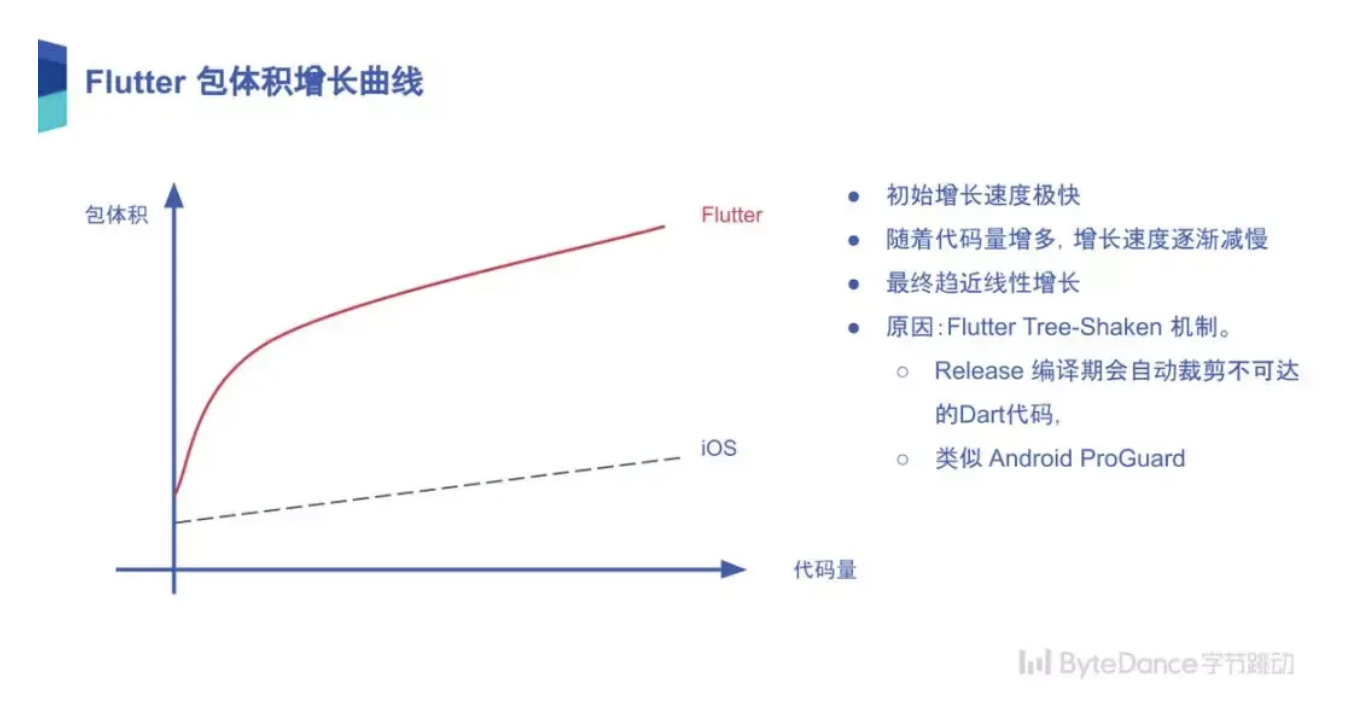 Flutter 包体积增长曲线
包体积
Flutter
iOS
代码量
初始增长速度极快
随着代码量增多, 增长速度逐渐减慢
最终趋近线性增长
原因:Flutter Tree-Shaken 机制。
Release 编译期会自动裁剪不可达
的Dart代码,
类似 Android ProGuard
ByteDance字节跳动